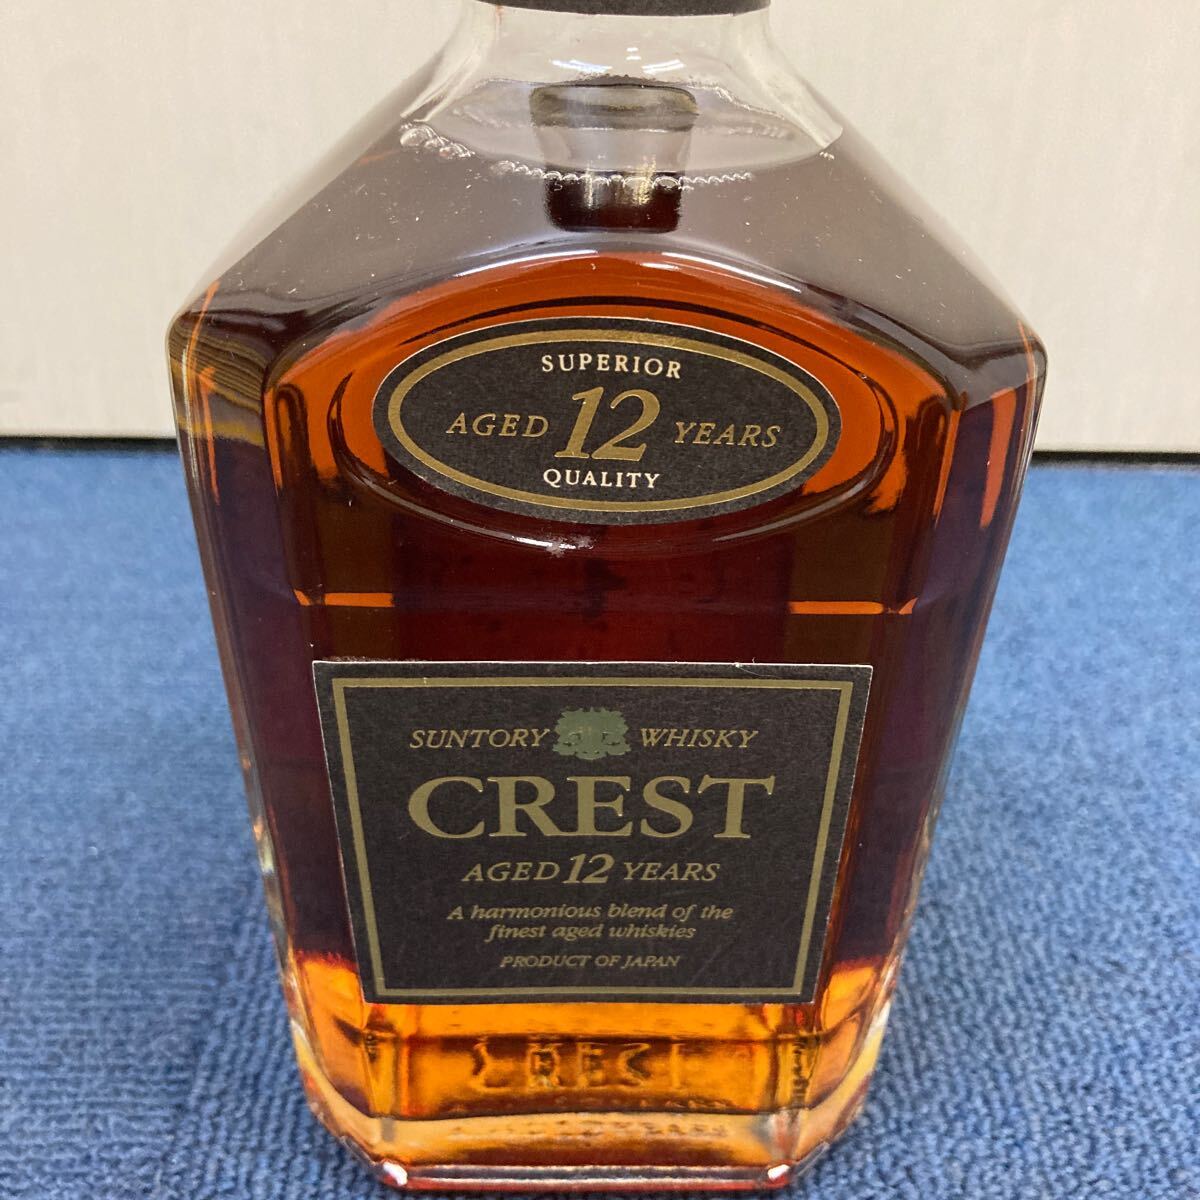 SUPERIOR
AGED 12 YEARS
QUALITY
SUNTORY WHISKY
CREST
AGED 12 YEARS
A harmonious blend of the
finest aged whiskies
PRODUCT OF JAPAN
CREST